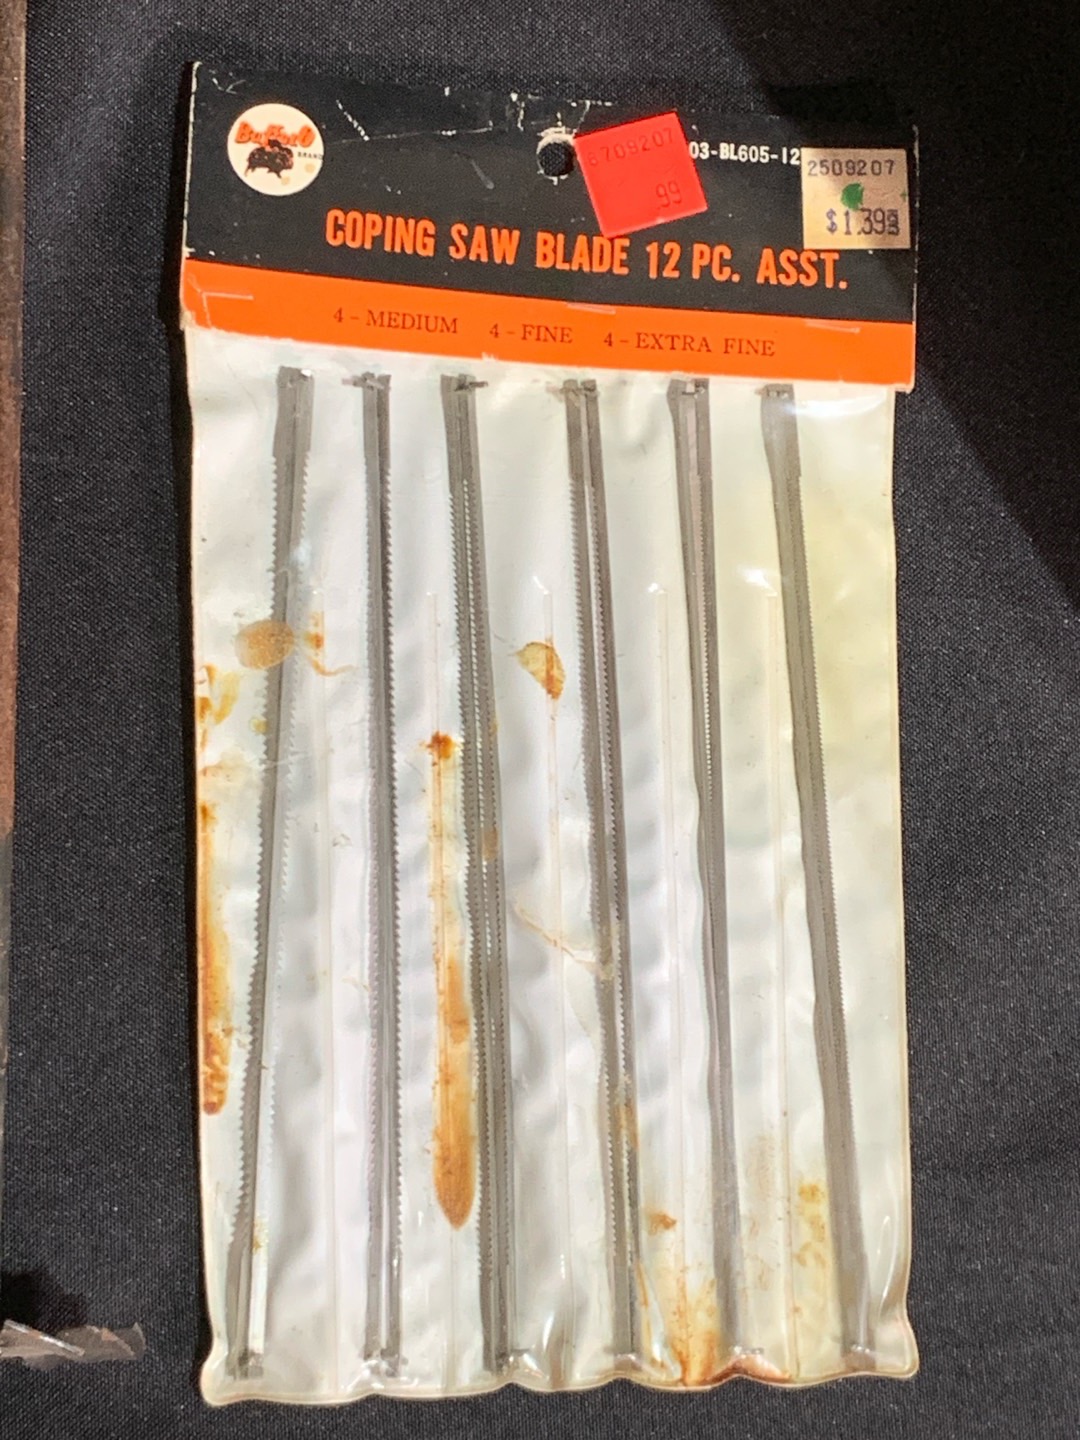 Buffalo
BRAND
8709207
99
03-BL605-12
2509207
$1.39
COPING SAW BLADE 12 PC. ASST.
4 - MEDIUM 4 - FINE 4 - EXTRA FINE